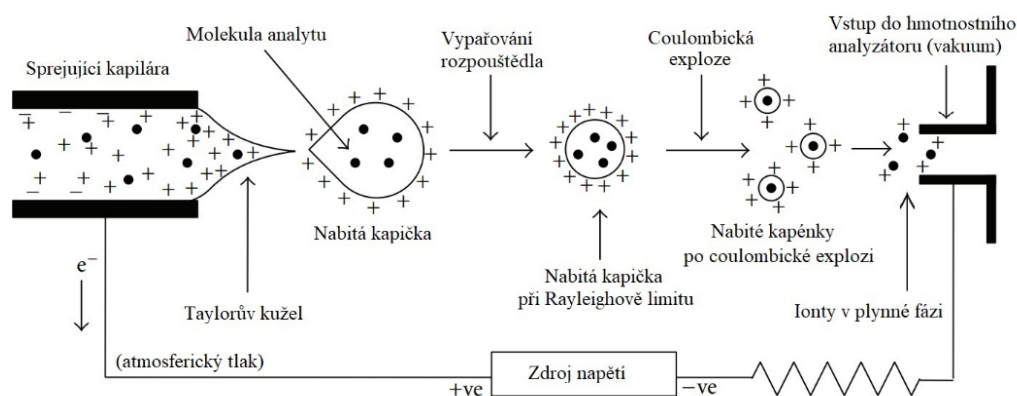 Sprejující kapilára
Molekula analytu
Vypařování
rozpouštědla
Coulombická
exploze
Vstup do hmotnostního
analyzátoru (vakuum)
Nabitá kapička
Nabitá kapička
při Rayleighově limitu
Nabité kapénky
po coulombické explozi
e⁻
Taylorův kužel
Ionty v plynné fázi
(atmosferický tlak)
+ve
Zdroj napětí
−ve